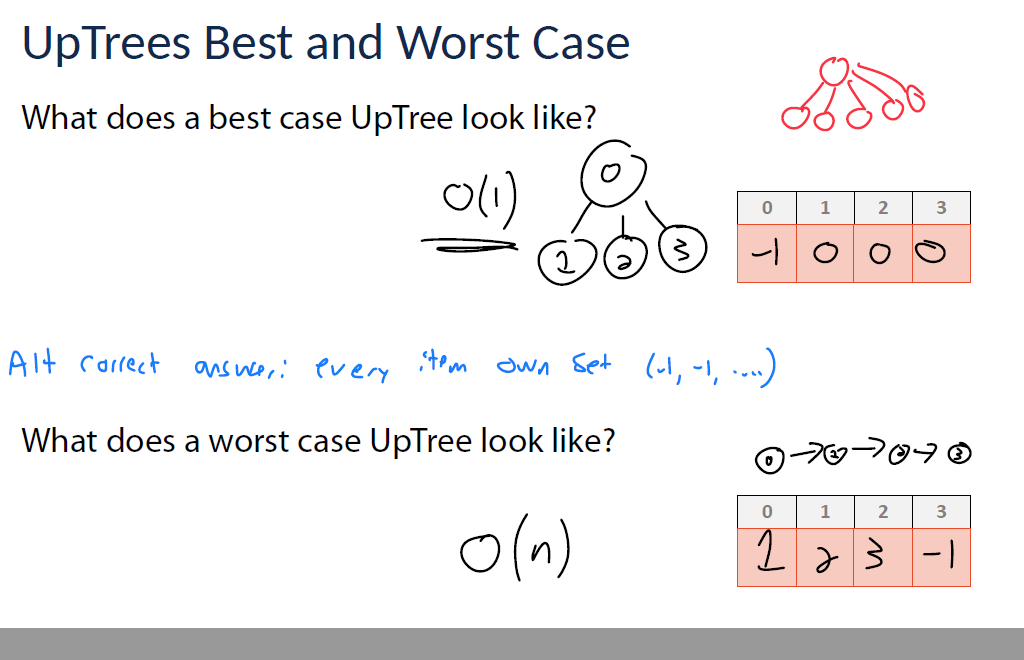 UpTrees Best and Worst Case
What does a best case UpTree look like?
O(1)
0
1 2 3
0 1 2 3
-1 0 0 0
Alt correct answer: every item own set (-1, -1, ....)
What does a worst case UpTree look like?
0 → 1 → 2 → 3
0 1 2 3
1 2 3 -1
O(n)